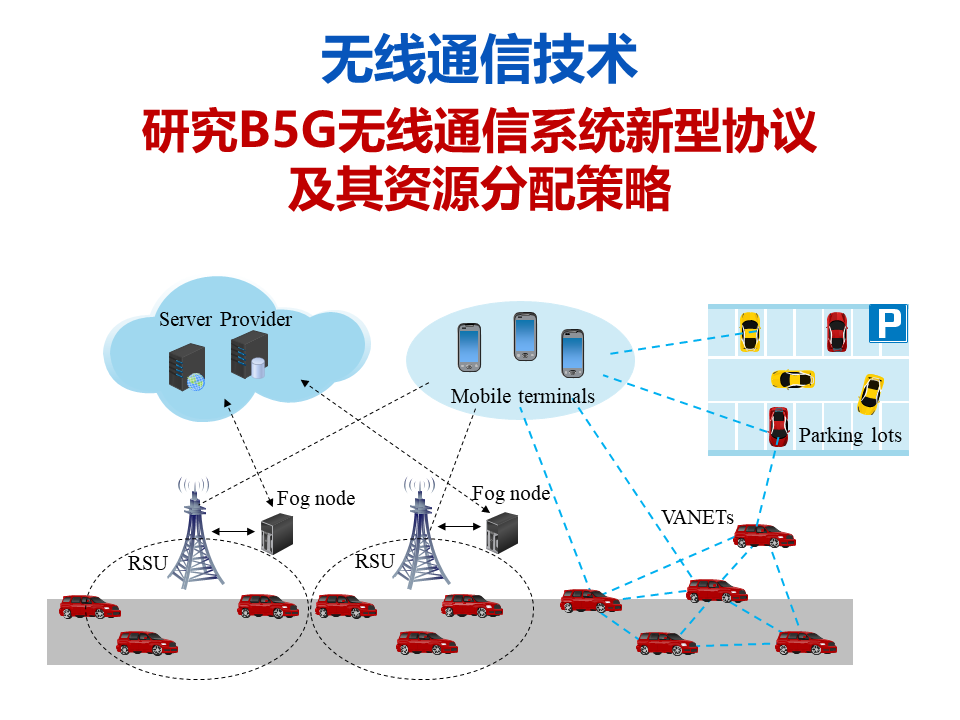 无线通信技术
研究B5G无线通信系统新型协议
及其资源分配策略
Server Provider
P
Mobile terminals
Parking lots
Fog node
Fog node
VANETs
RSU
RSU